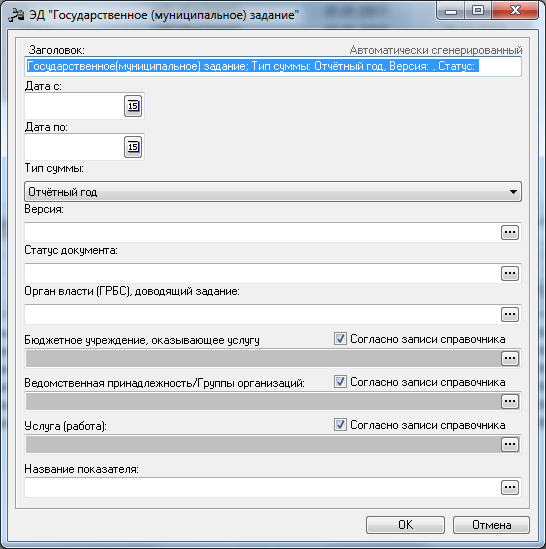 ЭД "Государственное (муниципальное) задание"
Заголовок: Автоматически сгенерированный
Государственное(муниципальное) задание; Тип суммы: Отчётный год, Версия: , Статус:
Дата с:
15
Дата по:
15
Тип суммы:
Отчётный год
Версия:
...
Статус документа:
...
Орган власти (ГРБС), доводящий задание:
...
Бюджетное учреждение, оказывающее услугу Согласно записи справочника
...
Ведомственная принадлежность/Группы организаций: Согласно записи справочника
...
Услуга (работа): Согласно записи справочника
...
Название показателя:
...
OK Отмена